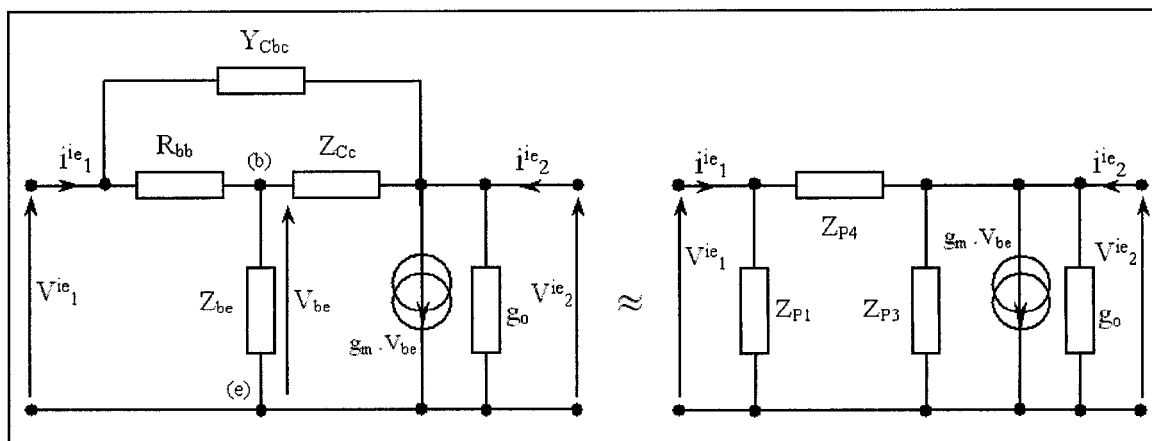 Y_Cbc
i^ie_1
R_bb
(b)
Z_Cc
i^ie_2
V^ie_1
Z_be
V_be
g_m . V_be
g_o
V^ie_2
(e)
≈
i^ie_1
i^ie_2
Z_P4
V^ie_1
Z_P1
Z_P3
g_m . V_be
g_o
V^ie_2